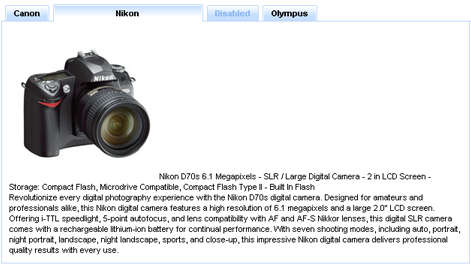 Canon Nikon Disabled Olympus
Nikon
Nikon D70s 6.1 Megapixels - SLR / Large Digital Camera - 2 in LCD Screen -
Storage: Compact Flash, Microdrive Compatible, Compact Flash Type II - Built In Flash
Revolutionize every digital photography experience with the Nikon D70s digital camera. Designed for amateurs and
professionals alike, this Nikon digital camera features a high resolution of 6.1 megapixels and a large 2.0" LCD screen.
Offering i-TTL speedlight, 5-point autofocus, and lens compatibility with AF and AF-S Nikkor lenses, this digital SLR camera
comes with a rechargeable lithium-ion battery for continual performance. With seven shooting modes, including auto, portrait,
night portrait, landscape, night landscape, sports, and close-up, this impressive Nikon digital camera delivers professional
quality results with every use.